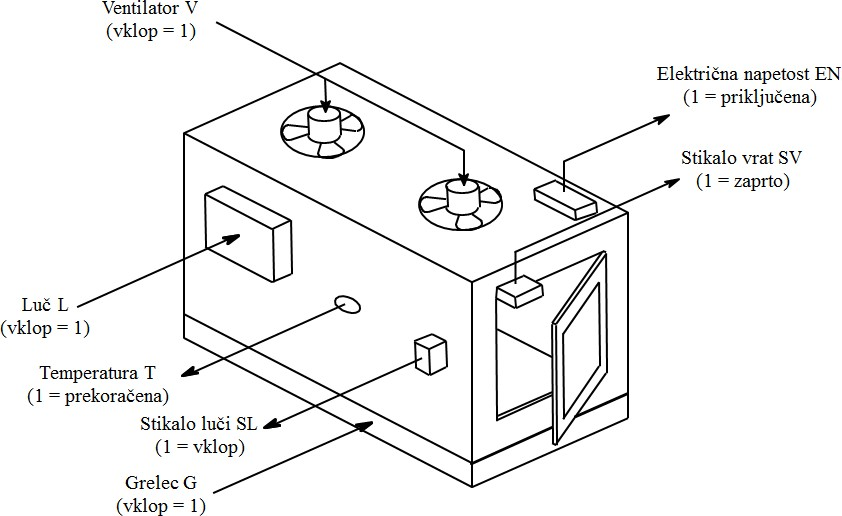 Ventilator V
(vklop = 1)
Električna napetost EN
(1 = priključena)
Stikalo vrat SV
(1 = zaprto)
Luč L
(vklop = 1)
Temperatura T
(1 = prekoračena)
Stikalo luči SL
(1 = vklop)
Grelec G
(vklop = 1)